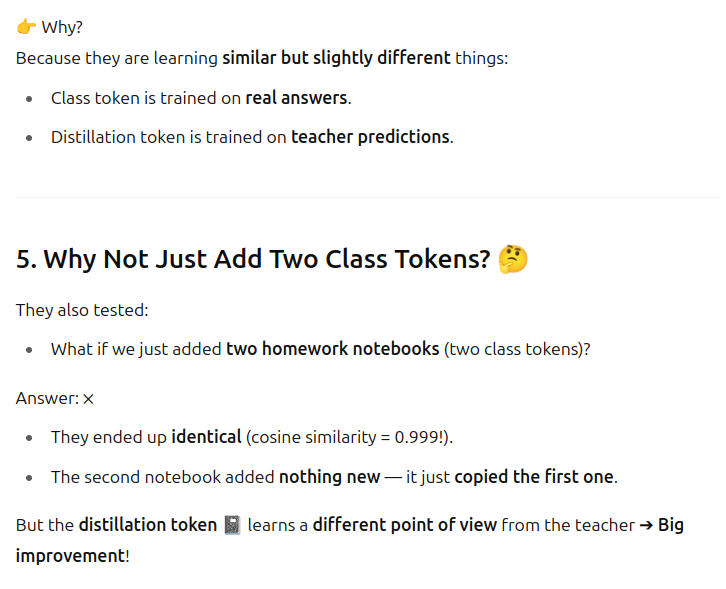 👉 Why?
Because they are learning similar but slightly different things:
• Class token is trained on real answers.
• Distillation token is trained on teacher predictions.
5. Why Not Just Add Two Class Tokens? 🤔
They also tested:
• What if we just added two homework notebooks (two class tokens)?
Answer: ×
• They ended up identical (cosine similarity = 0.999!).
• The second notebook added nothing new — it just copied the first one.
But the distillation token 📓 learns a different point of view from the teacher ➔ Big
improvement!